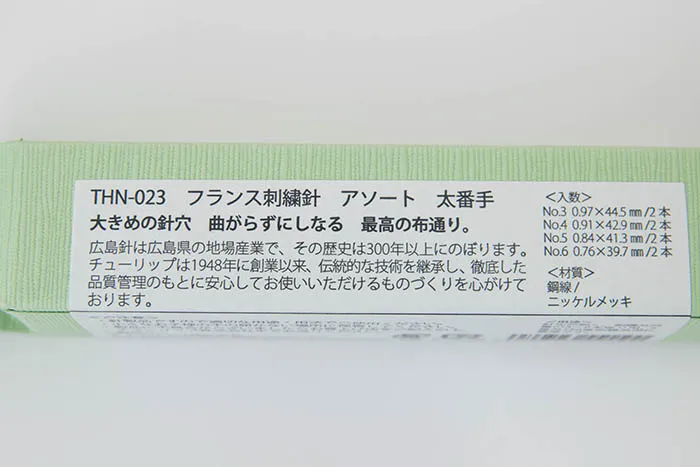 THN-023 フランス刺繍針 アソート 太番手
大きめの針穴 曲がらずにしなる 最高の布通り。
広島針は広島県の地場産業で、その歴史は300年以上にのぼります。
チューリップは1948年に創業以来、伝統的な技術を継承し、徹底した
品質管理のもとに安心してお使いいただけるものづくりを心がけて
おります。
＜入数＞
No.3 0.97×44.5 mm/2 本
No.4 0.91×42.9 mm/2 本
No.5 0.84×41.3 mm/2 本
No.6 0.76×39.7 mm/2 本
＜材質＞
鋼線/
ニッケルメッキ